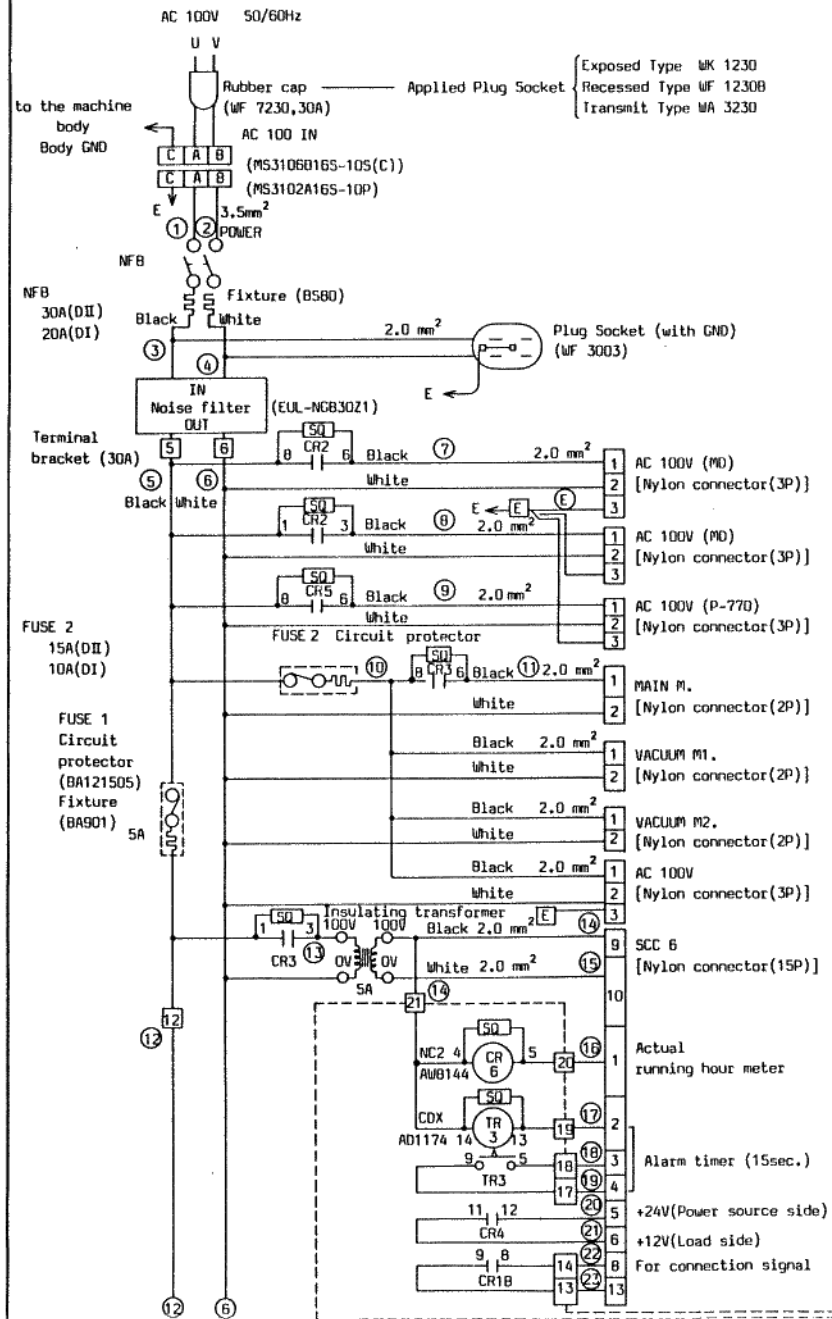 AC 100V 50/60Hz
U V
Rubber cap
(WF 7230,30A)
Applied Plug Socket
Exposed Type WK 1230
Recessed Type WF 1230B
Transmit Type WA 3230
to the machine
body
Body GND
AC 100 IN
C A B
(MS3106B16S-10S(C))
C A B
(MS3102A16S-10P)
E
3.5mm²
① ② POWER
NFB
NFB
30A(DII)
20A(DI)
Fixture (BS80)
Black White
2.0 mm²
Plug Socket (with GND)
(WF 3003)
③ ④
E
IN
Noise filter
OUT
(EUL-NGB30Z1)
Terminal
bracket (30A)
5 6
⑤ ⑥
Black White
SQ
8 CR2 6 Black ⑦ 2.0 mm²
White
1 AC 100V (MD)
2 [Nylon connector(3P)]
3
E E Ⓔ
SQ
1 CR2 3 Black ⑧ 2.0 mm²
White
1 AC 100V (MD)
2 [Nylon connector(3P)]
3
SQ
8 CR5 6 Black ⑨ 2.0 mm²
White
1 AC 100V (P-770)
2 [Nylon connector(3P)]
3
FUSE 2
15A(DII)
10A(DI)
FUSE 2 Circuit protector
⑩
SQ
8 CR3 6 Black ⑪ 2.0 mm²
White
1 MAIN M.
2 [Nylon connector(2P)]
FUSE 1
Circuit
protector
(BA121505)
Fixture
(BA901)
5A
Black 2.0 mm²
White
1 VACUUM M1.
2 [Nylon connector(2P)]
Black 2.0 mm²
White
1 VACUUM M2.
2 [Nylon connector(2P)]
Black 2.0 mm²
White
1 AC 100V
2 [Nylon connector(3P)]
3
E
SQ
1 3
CR3
⑬
Insulating transformer
100V 100V
0V 0V
5A
Black 2.0 mm² ⑭
White 2.0 mm² ⑮
9 SCC 6
[Nylon connector(15P)]
10
21 ⑭
12
⑫
SQ
NC2 4 CR 6 5
AW8144
20 ⑯
1 Actual
running hour meter
SQ
CDX
AD1174 14 TR 3 13
19 ⑰ 2
9 5
TR3
18 ⑱ 3
17 ⑲ 4
Alarm timer (15sec.)
11 12
CR4
⑳ 5 +24V(Power source side)
㉑ 6 +12V(Load side)
9 8
CR1B
14 ㉒ 8 For connection signal
13 ㉓ 13
⑫ ⑥